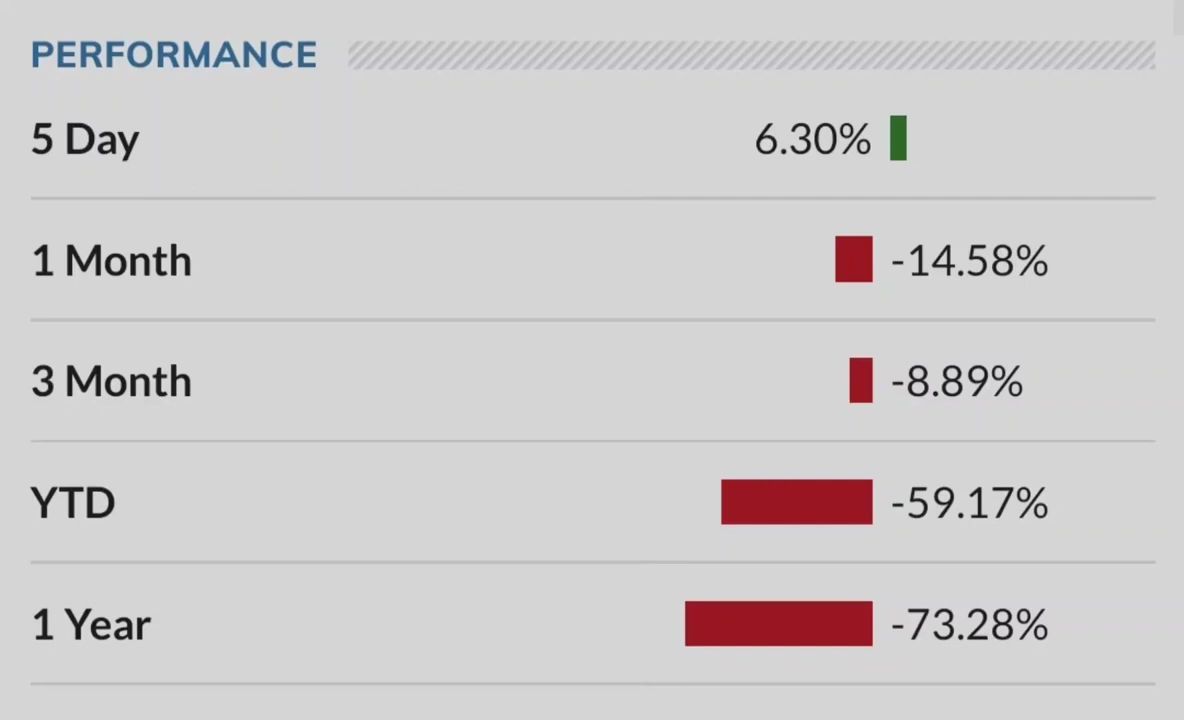 PERFORMANCE
5 Day 6.30%
1 Month -14.58%
3 Month -8.89%
YTD -59.17%
1 Year -73.28%